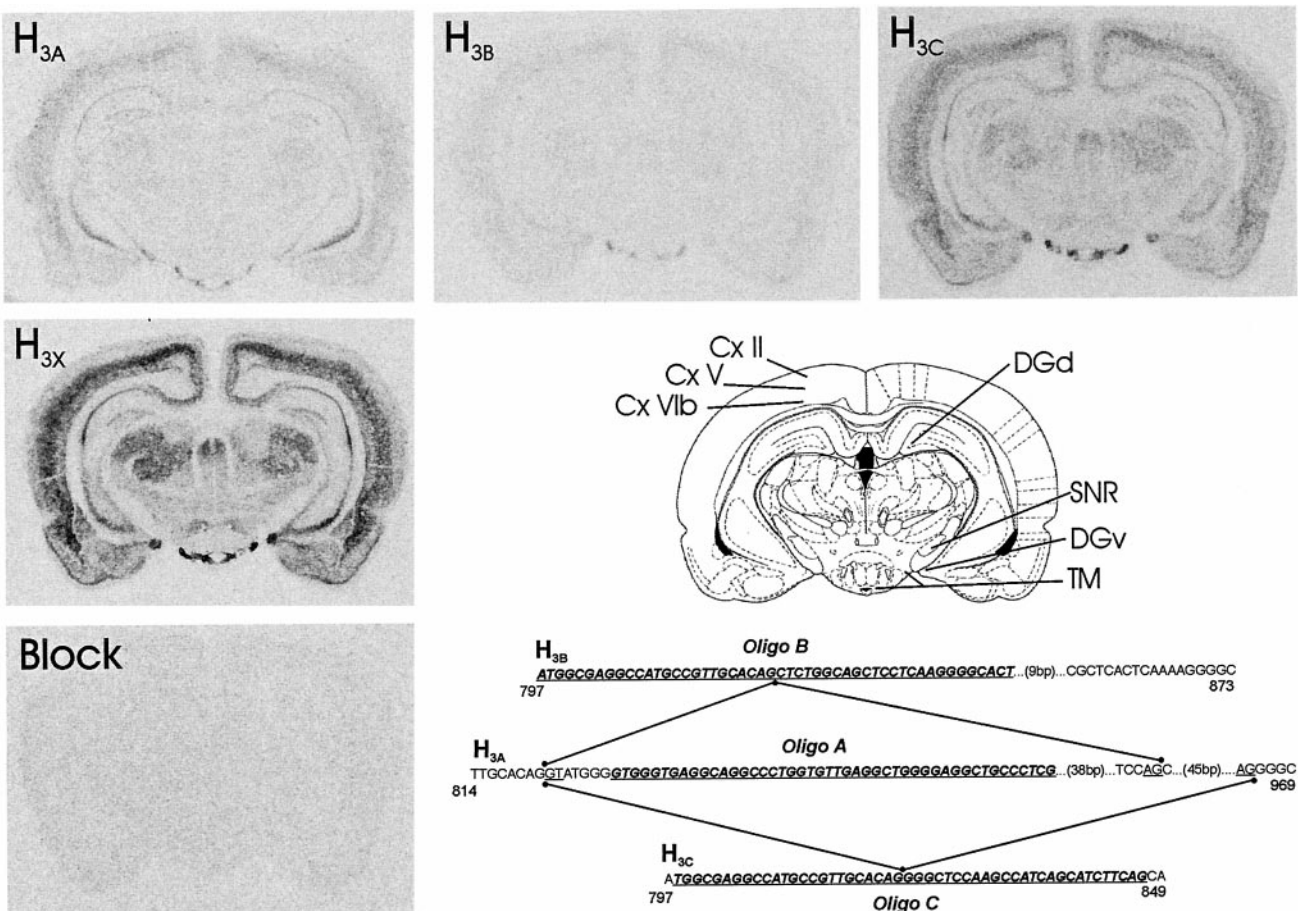 H3A
H3B
H3C
H3X
Cx II
Cx V
Cx VIb
DGd
SNR
DGv
TM
Block
H3B
Oligo B
ATGGCGAGGCCATGCCGTTGCACAGCTCTGGCAGCTCCTCAAGGGGCACT...(9bp)...CGCTCACTCAAAAGGGGC
797
873
H3A
Oligo A
TTGCACAGGTATGGGGTGGGTGAGGCAGGCCCTGGTGTTGAGGCTGGGGAGGCTGCCCTCG...(38bp)...TCCAGC...(45bp)....AGGGGC
814
969
H3C
ATGGCGAGGCCATGCCGTTGCACAGGGGCTCCAAGCCATCAGCATCTTCAGCA
797
849
Oligo C